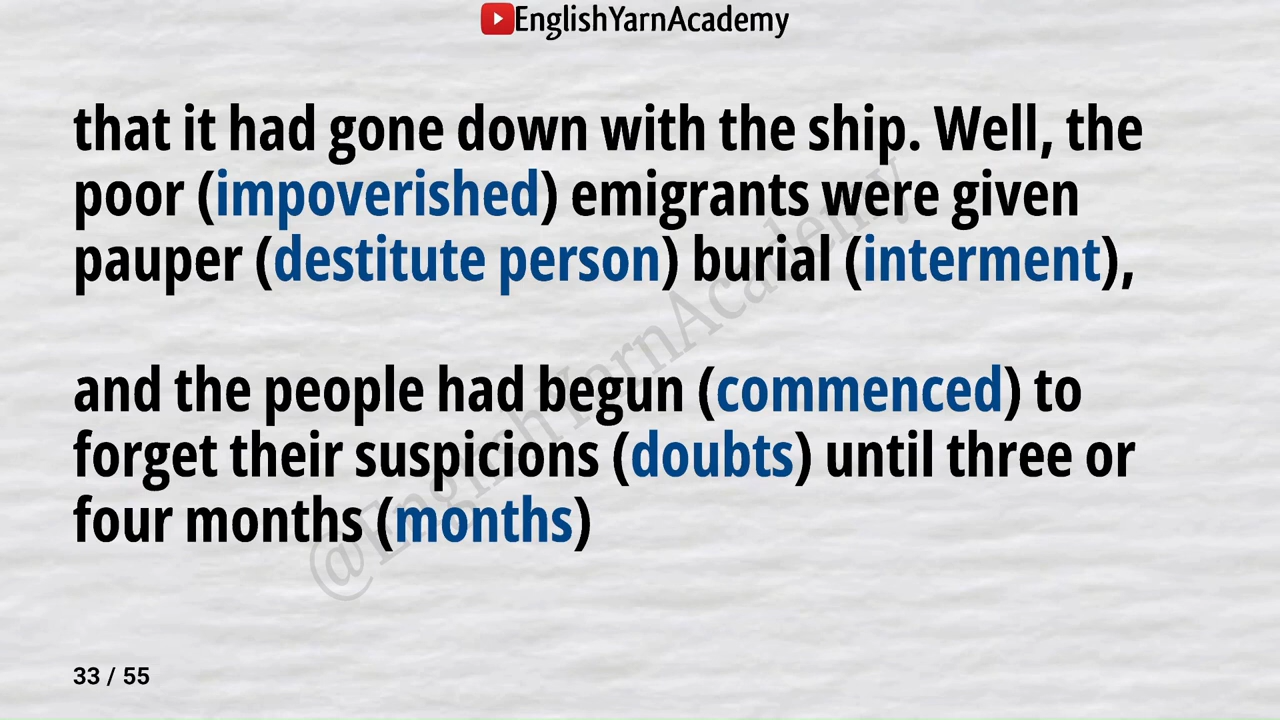 EnglishYarnAcademy
that it had gone down with the ship. Well, the
poor (impoverished) emigrants were given
pauper (destitute person) burial (interment),
and the people had begun (commenced) to
forget their suspicions (doubts) until three or
four months (months)
@EnglishYarnAcademy
33 / 55